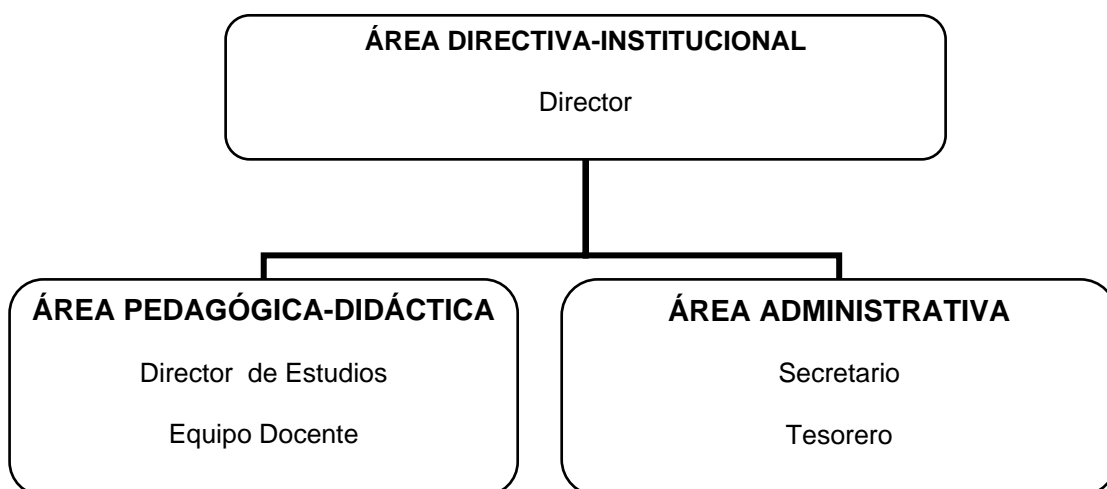 ÁREA DIRECTIVA-INSTITUCIONAL
Director
ÁREA PEDAGÓGICA-DIDÁCTICA
Director de Estudios
Equipo Docente
ÁREA ADMINISTRATIVA
Secretario
Tesorero